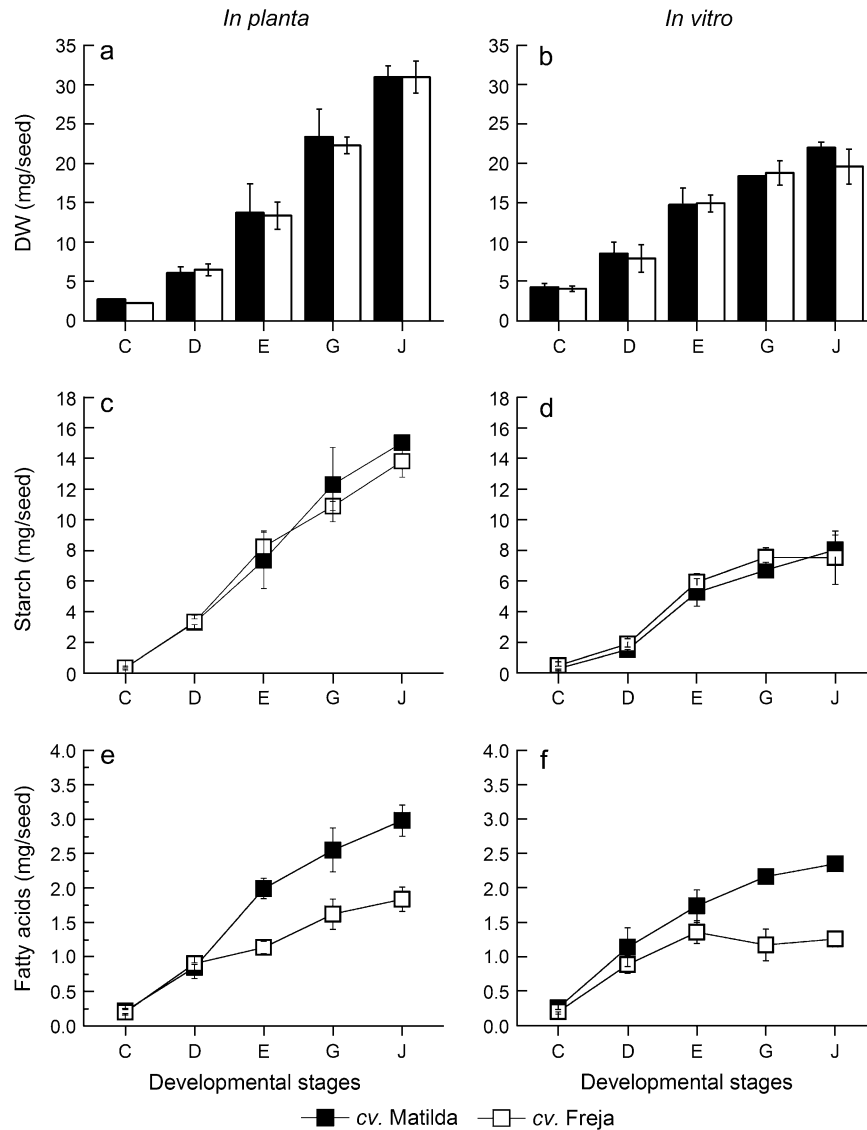 In planta
In vitro
a
b
DW (mg/seed)
35
30
25
20
15
10
5
0
C D E G J
35
30
25
20
15
10
5
0
C D E G J
c
d
Starch (mg/seed)
18
16
14
12
10
8
6
4
2
0
C D E G J
18
16
14
12
10
8
6
4
2
0
C D E G J
e
f
Fatty acids (mg/seed)
4.0
3.5
3.0
2.5
2.0
1.5
1.0
0.5
0.0
C D E G J
Developmental stages
4.0
3.5
3.0
2.5
2.0
1.5
1.0
0.5
0.0
C D E G J
Developmental stages
cv. Matilda
cv. Freja